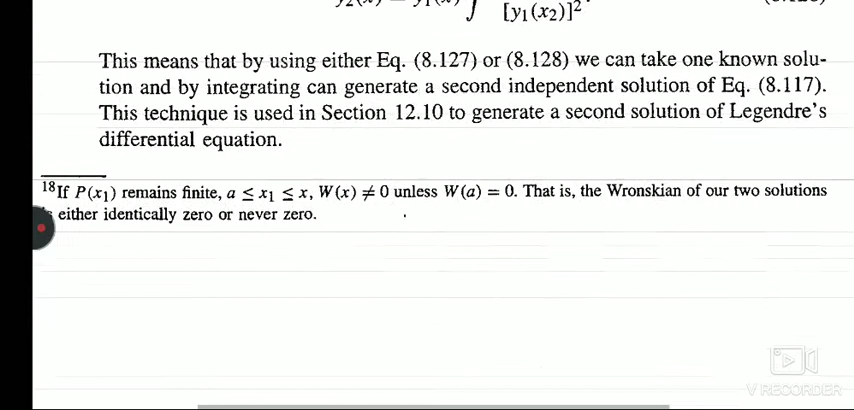 [y₁(x₂)]²
This means that by using either Eq. (8.127) or (8.128) we can take one known solu-
tion and by integrating can generate a second independent solution of Eq. (8.117).
This technique is used in Section 12.10 to generate a second solution of Legendre's
differential equation.
¹⁸If P(x₁) remains finite, a ≤ x₁ ≤ x, W(x) ≠ 0 unless W(a) = 0. That is, the Wronskian of our two solutions
either identically zero or never zero.
V RECORDER